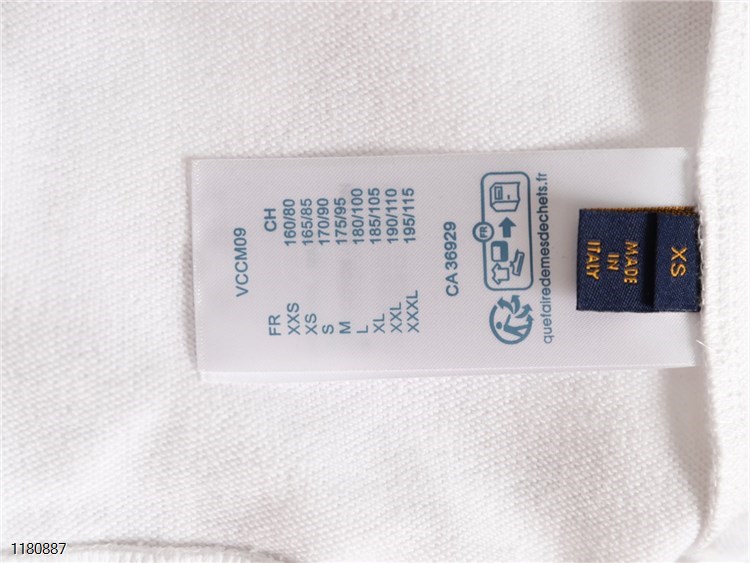 VCCM09
FR CH
XXS 160/80
XS 165/85
S 170/90
M 175/95
L 180/100
XL 185/105
XXL 190/110
XXXL 195/115
CA 36929
FR
quefairedemesdechets.fr
MADE
IN
ITALY
XS
1180887